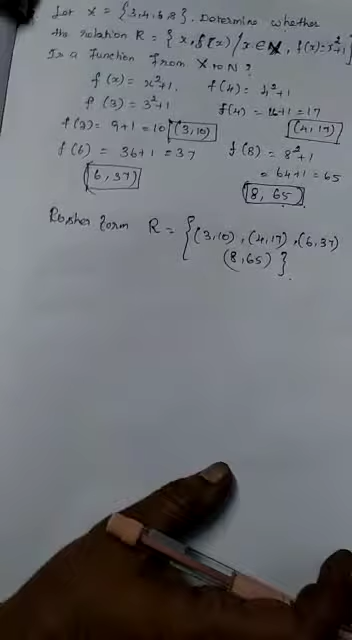 Let X = {3,4,6,8}. Determine whether
the relation R = {x, f(x) / x ∈ X, f(x) = x²+1}
Is a Function From X to N?
f(x) = x²+1, f(4) = 4²+1
f(3) = 3²+1 f(4) = 16+1 = 17
f(3) = 9+1 = 10 (3,10) (4,17)
f(6) = 36+1 = 37 f(8) = 8²+1
(6,37) = 64+1 = 65
(8,65)
Rosher form R = {(3,10), (4,17), (6,37)
(8,65)}.